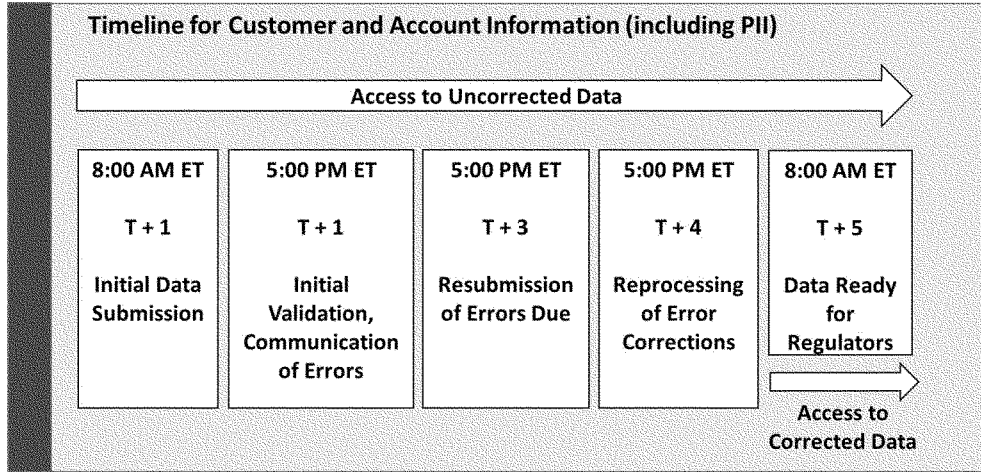 Timeline for Customer and Account Information (including PII)
Access to Uncorrected Data
8:00 AM ET
T + 1
Initial Data
Submission
5:00 PM ET
T + 1
Initial
Validation,
Communication
of Errors
5:00 PM ET
T + 3
Resubmission
of Errors Due
5:00 PM ET
T + 4
Reprocessing
of Error
Corrections
8:00 AM ET
T + 5
Data Ready
for
Regulators
Access to
Corrected Data